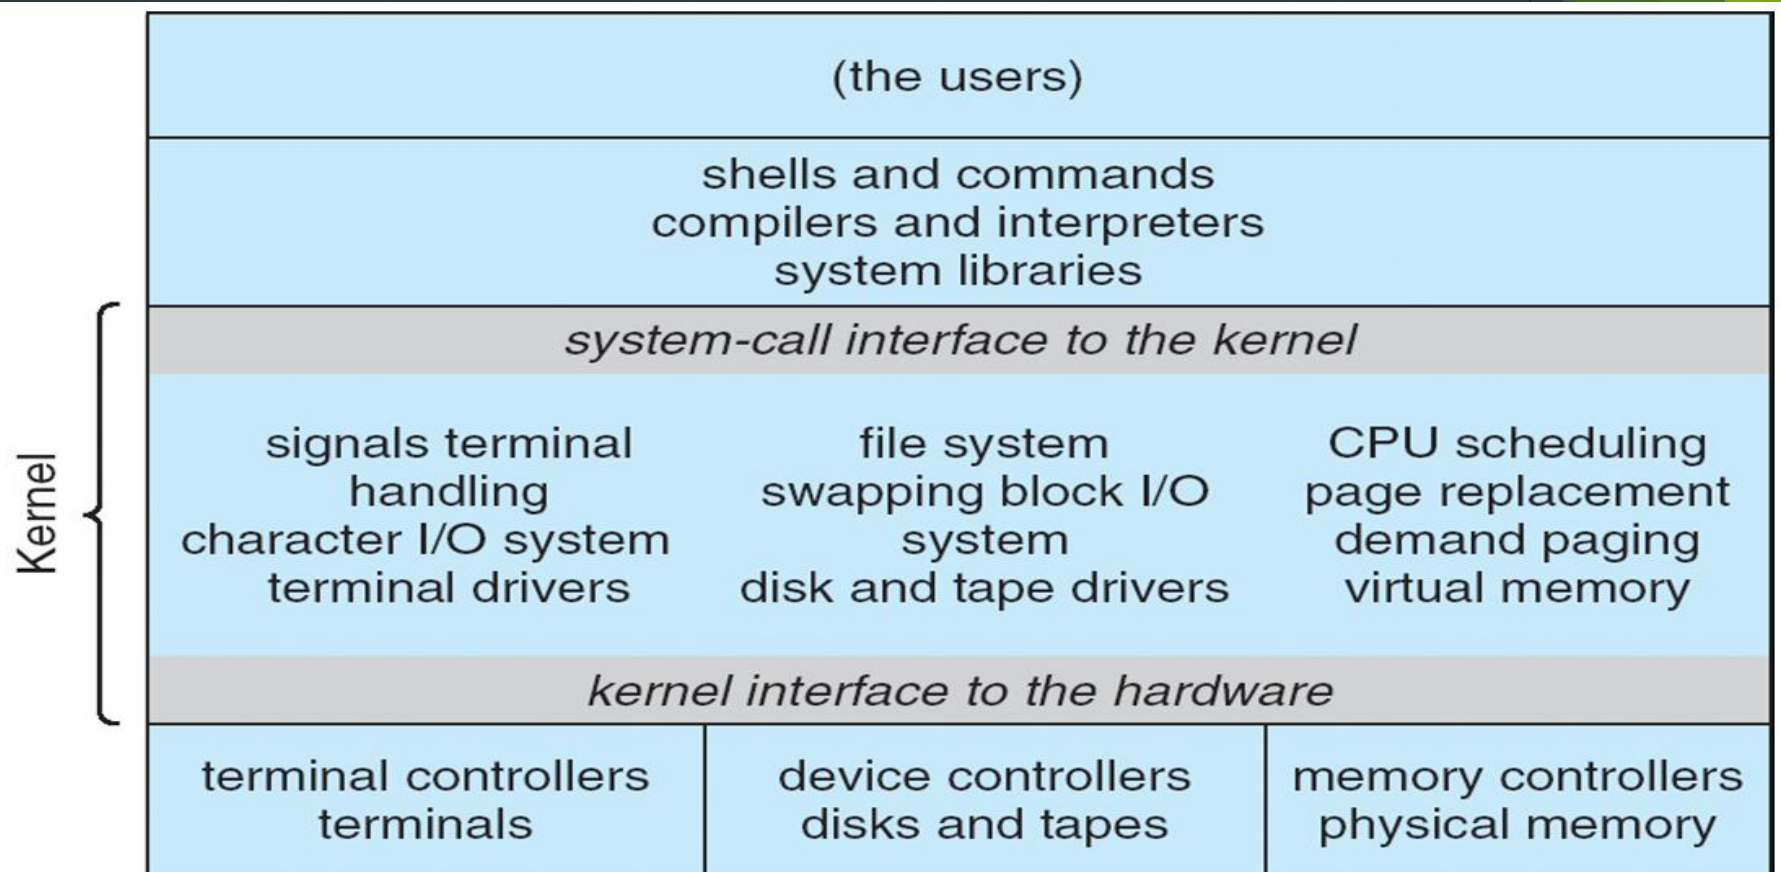 (the users)
shells and commands
compilers and interpreters
system libraries
Kernel
system-call interface to the kernel
signals terminal
handling
character I/O system
terminal drivers
file system
swapping block I/O
system
disk and tape drivers
CPU scheduling
page replacement
demand paging
virtual memory
kernel interface to the hardware
terminal controllers
terminals
device controllers
disks and tapes
memory controllers
physical memory